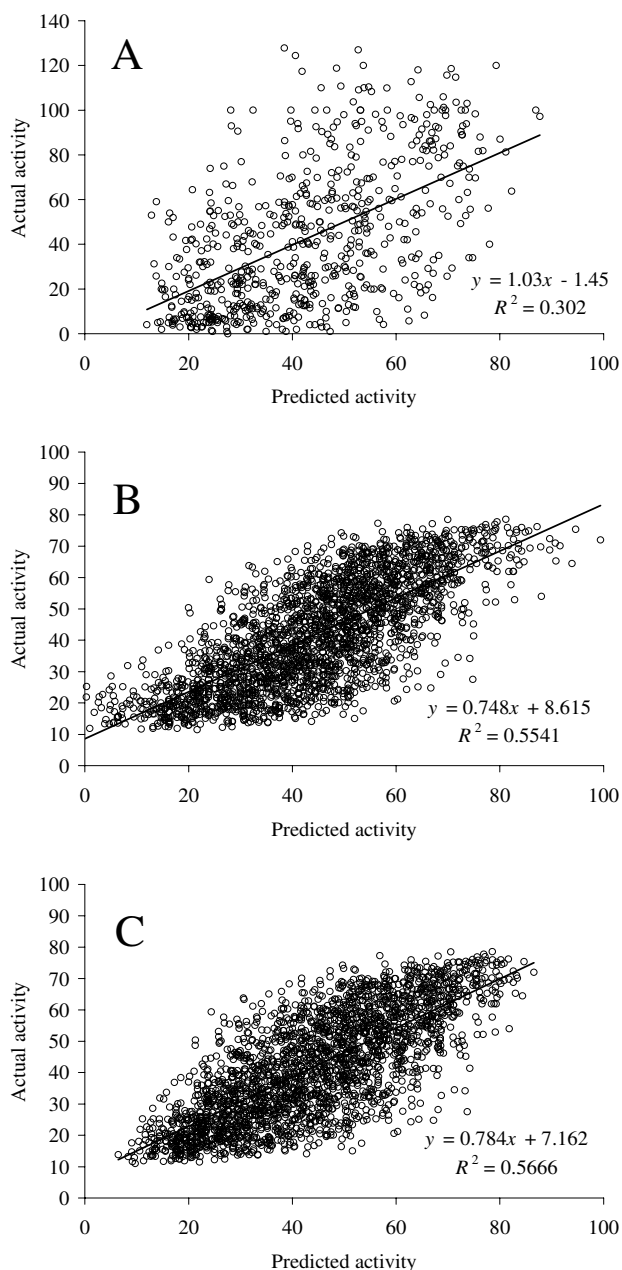 140
120
100
80
60
40
20
0
Actual activity
A
y = 1.03x - 1.45
R² = 0.302
0 20 40 60 80 100
Predicted activity
100
90
80
70
60
50
40
30
20
10
0
Actual activity
B
y = 0.748x + 8.615
R² = 0.5541
0 20 40 60 80 100
Predicted activity
100
90
80
70
60
50
40
30
20
10
0
Actual activity
C
y = 0.784x + 7.162
R² = 0.5666
0 20 40 60 80 100
Predicted activity